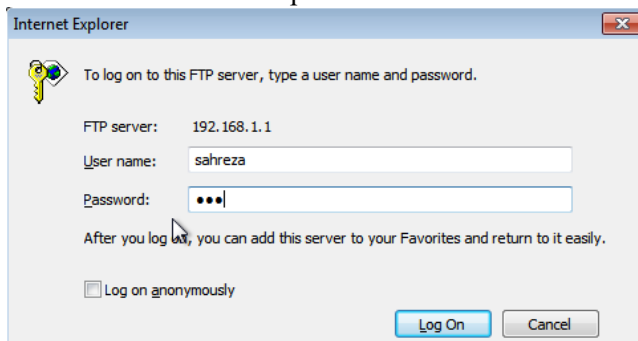 Internet Explorer
To log on to this FTP server, type a user name and password.
FTP server: 192.168.1.1
User name: sahreza
Password: •••
After you log on, you can add this server to your Favorites and return to it easily.
Log on anonymously
Log On Cancel